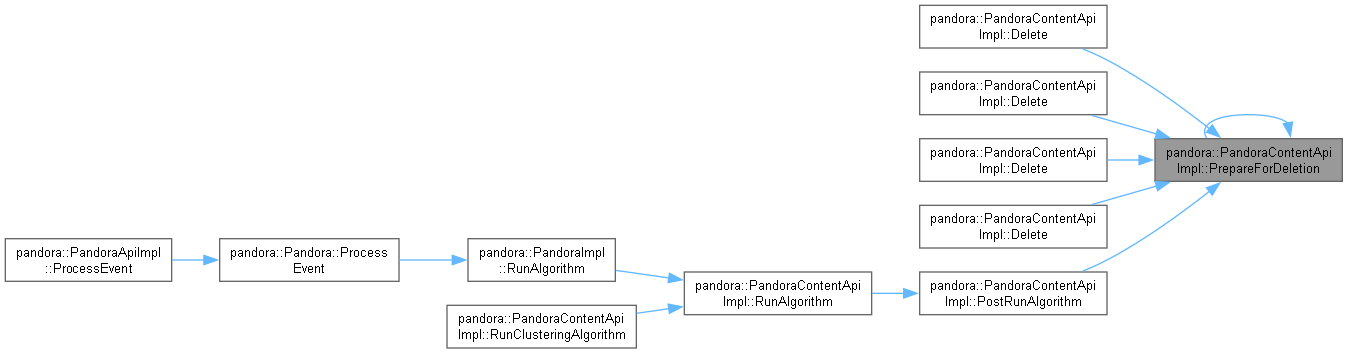 pandora::PandoraContentApi
Impl::Delete
pandora::PandoraContentApi
Impl::Delete
pandora::PandoraContentApi
Impl::PrepareForDeletion
pandora::PandoraContentApi
Impl::Delete
pandora::PandoraContentApi
Impl::Delete
pandora::PandoraApiImpl
::ProcessEvent
pandora::Pandora::Process
Event
pandora::PandoraImpl
::RunAlgorithm
pandora::PandoraContentApi
Impl::RunAlgorithm
pandora::PandoraContentApi
Impl::PostRunAlgorithm
pandora::PandoraContentApi
Impl::RunClusteringAlgorithm